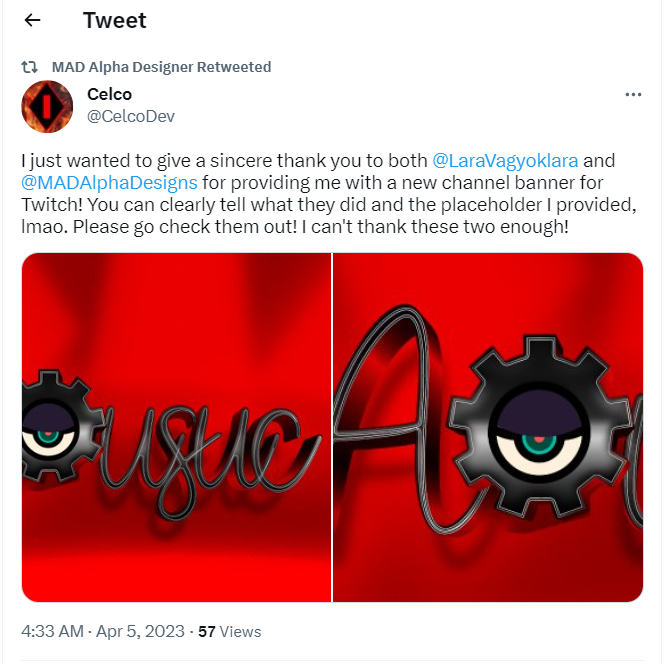 Tweet
MAD Alpha Designer Retweeted
Celco
@CelcoDev
I just wanted to give a sincere thank you to both @LaraVagyoklara and
@MADAlphaDesigns for providing me with a new channel banner for
Twitch! You can clearly tell what they did and the placeholder I provided,
lmao. Please go check them out! I can't thank these two enough!
4:33 AM · Apr 5, 2023 · 57 Views